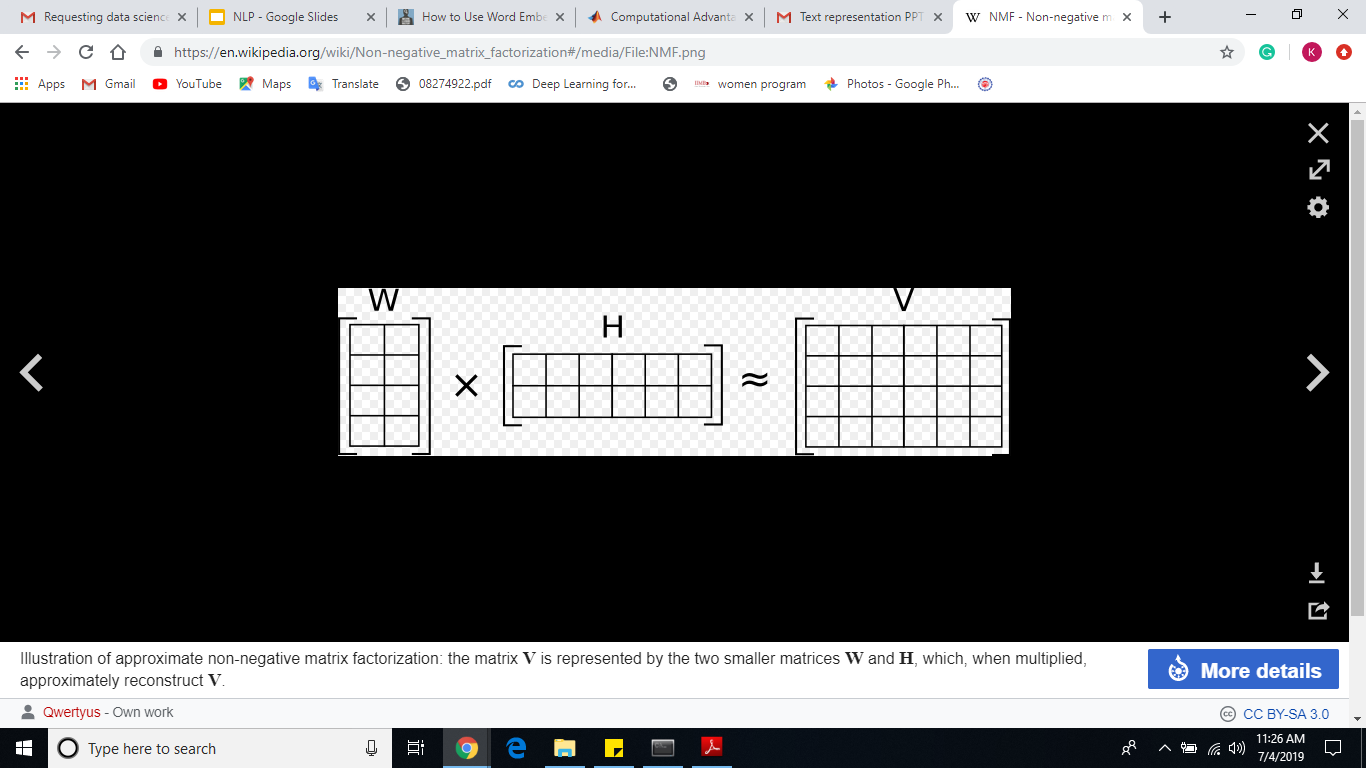 Requesting data science
NLP - Google Slides
How to Use Word Embe
Computational Advanta
Text representation PPT
NMF - Non-negative m
https://en.wikipedia.org/wiki/Non-negative_matrix_factorization#/media/File:NMF.png
K
Apps
Gmail
YouTube
Maps
Translate
08274922.pdf
Deep Learning for...
women program
Photos - Google Ph...
W
H
V
×
≈
Illustration of approximate non-negative matrix factorization: the matrix V is represented by the two smaller matrices W and H, which, when multiplied,
approximately reconstruct V.
More details
Qwertyus - Own work
CC BY-SA 3.0
Type here to search
11:26 AM
7/4/2019